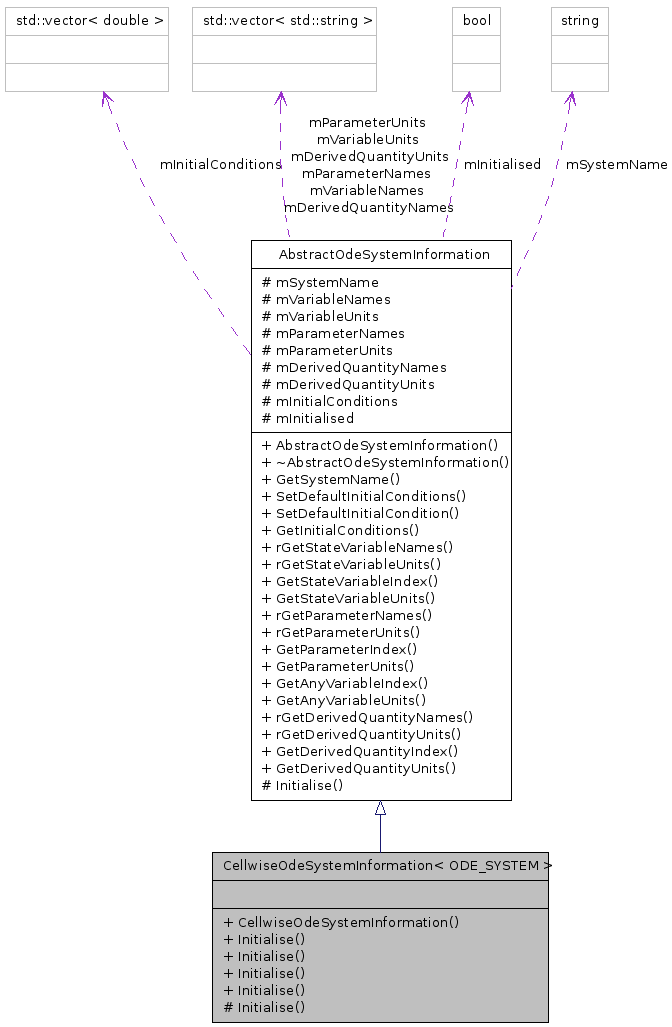 std::vector< double >
std::vector< std::string >
bool
string
mParameterUnits
mVariableUnits
mDerivedQuantityUnits
mParameterNames
mVariableNames
mDerivedQuantityNames
mInitialConditions
mInitialised
mSystemName
AbstractOdeSystemInformation
# mSystemName
# mVariableNames
# mVariableUnits
# mParameterNames
# mParameterUnits
# mDerivedQuantityNames
# mDerivedQuantityUnits
# mInitialConditions
# mInitialised
+ AbstractOdeSystemInformation()
+ ~AbstractOdeSystemInformation()
+ GetSystemName()
+ SetDefaultInitialConditions()
+ SetDefaultInitialCondition()
+ GetInitialConditions()
+ rGetStateVariableNames()
+ rGetStateVariableUnits()
+ GetStateVariableIndex()
+ GetStateVariableUnits()
+ rGetParameterNames()
+ rGetParameterUnits()
+ GetParameterIndex()
+ GetParameterUnits()
+ GetAnyVariableIndex()
+ GetAnyVariableUnits()
+ rGetDerivedQuantityNames()
+ rGetDerivedQuantityUnits()
+ GetDerivedQuantityIndex()
+ GetDerivedQuantityUnits()
# Initialise()
CellwiseOdeSystemInformation< ODE_SYSTEM >
+ CellwiseOdeSystemInformation()
+ Initialise()
+ Initialise()
+ Initialise()
+ Initialise()
# Initialise()